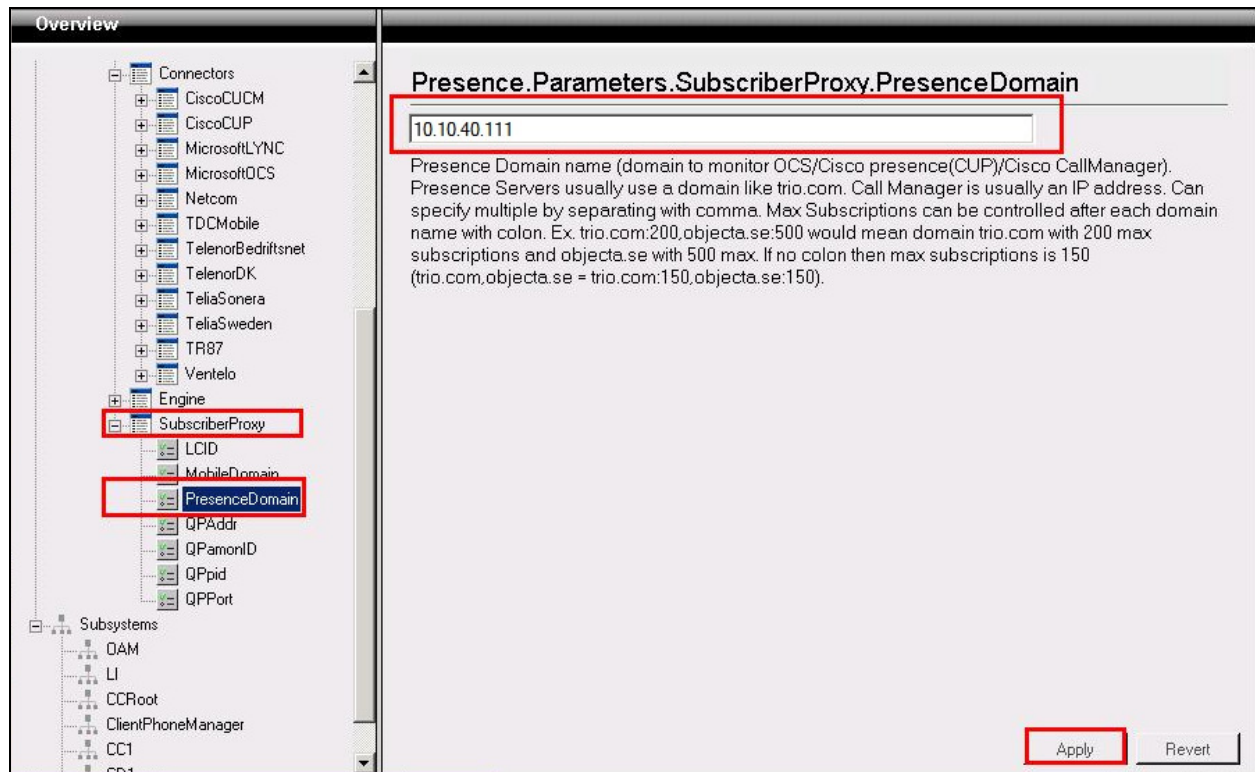 Overview
Connectors
CiscoCUCM
CiscoCUP
MicrosoftLYNC
MicrosoftOCS
Netcom
TDCMobile
TelenorBedriftsnet
TelenorDK
TeliaSonera
TeliaSweden
TR87
Ventelo
Engine
SubscriberProxy
LCID
MobileDomain
PresenceDomain
QPAddr
QPamonID
QPpid
QPPort
Subsystems
OAM
LI
CCRoot
ClientPhoneManager
CC1
Presence.Parameters.SubscriberProxy.PresenceDomain
10.10.40.111
Presence Domain name (domain to monitor OCS/Cisco presence(CUP)/Cisco CallManager).
Presence Servers usually use a domain like trio.com. Call Manager is usually an IP address. Can
specify multiple by separating with comma. Max Subscriptions can be controlled after each domain
name with colon. Ex. trio.com:200,objecta.se:500 would mean domain trio.com with 200 max
subscriptions and objecta.se with 500 max. If no colon then max subscriptions is 150
(trio.com,objecta.se = trio.com:150,objecta.se:150).
Apply
Revert